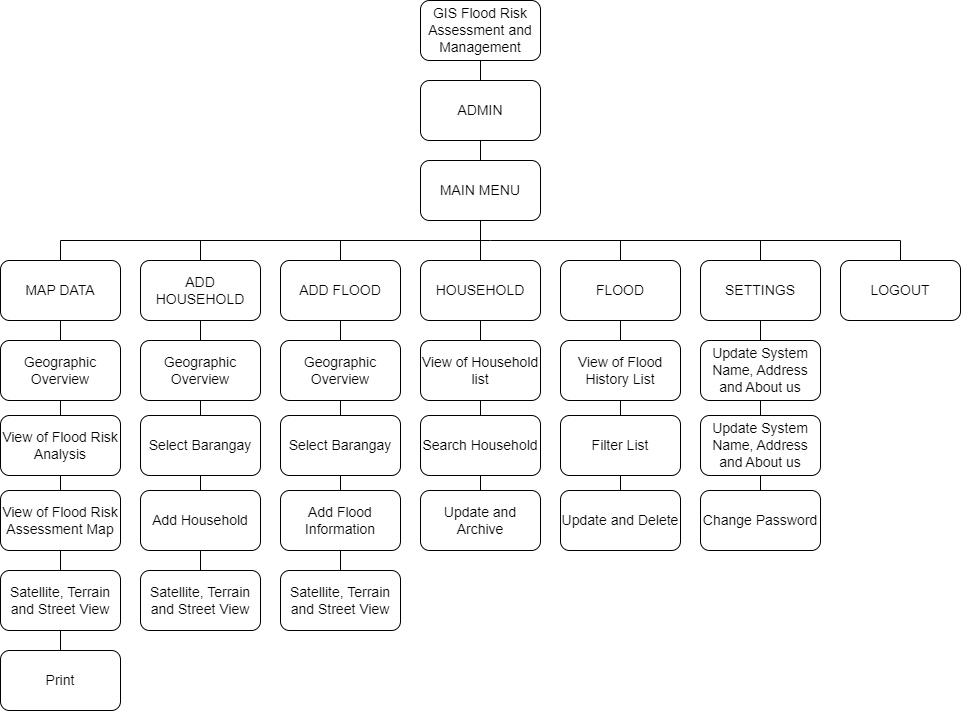 GIS Flood Risk
Assessment and
Management
ADMIN
MAIN MENU
MAP DATA
ADD
HOUSEHOLD
ADD FLOOD
HOUSEHOLD
FLOOD
SETTINGS
LOGOUT
Geographic
Overview
Geographic
Overview
Geographic
Overview
View of Household
list
View of Flood
History List
Update System
Name, Address
and About us
View of Flood Risk
Analysis
Select Barangay
Select Barangay
Search Household
Filter List
Update System
Name, Address
and About us
View of Flood Risk
Assessment Map
Add Household
Add Flood
Information
Update and
Archive
Update and Delete
Change Password
Satellite, Terrain
and Street View
Satellite, Terrain
and Street View
Satellite, Terrain
and Street View
Print